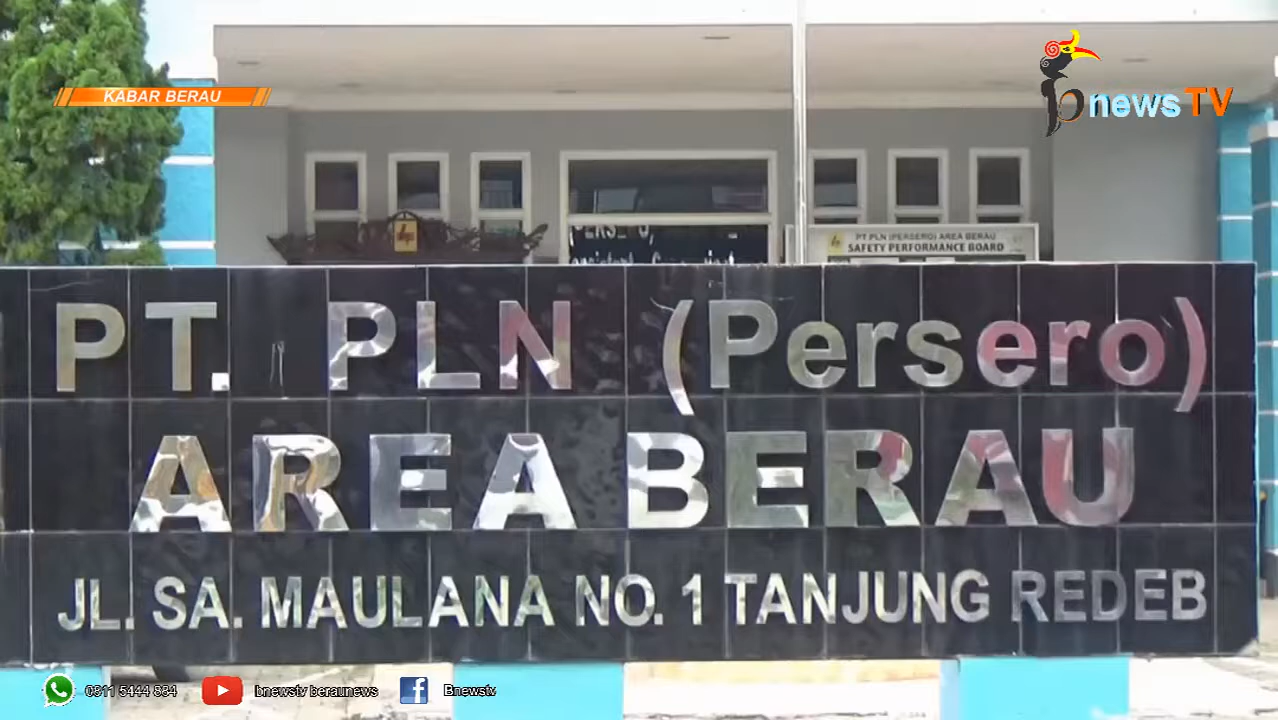 KABAR BERAU
bnews TV
PT PLN (PERSERO) AREA BERAU
SAFETY PERFORMANCE BOARD
PT. PLN (Persero)
AREA BERAU
JL. SA. MAULANA NO. 1 TANJUNG REDEB
0811 5444 884 bnewstv beraunews Bnewstv